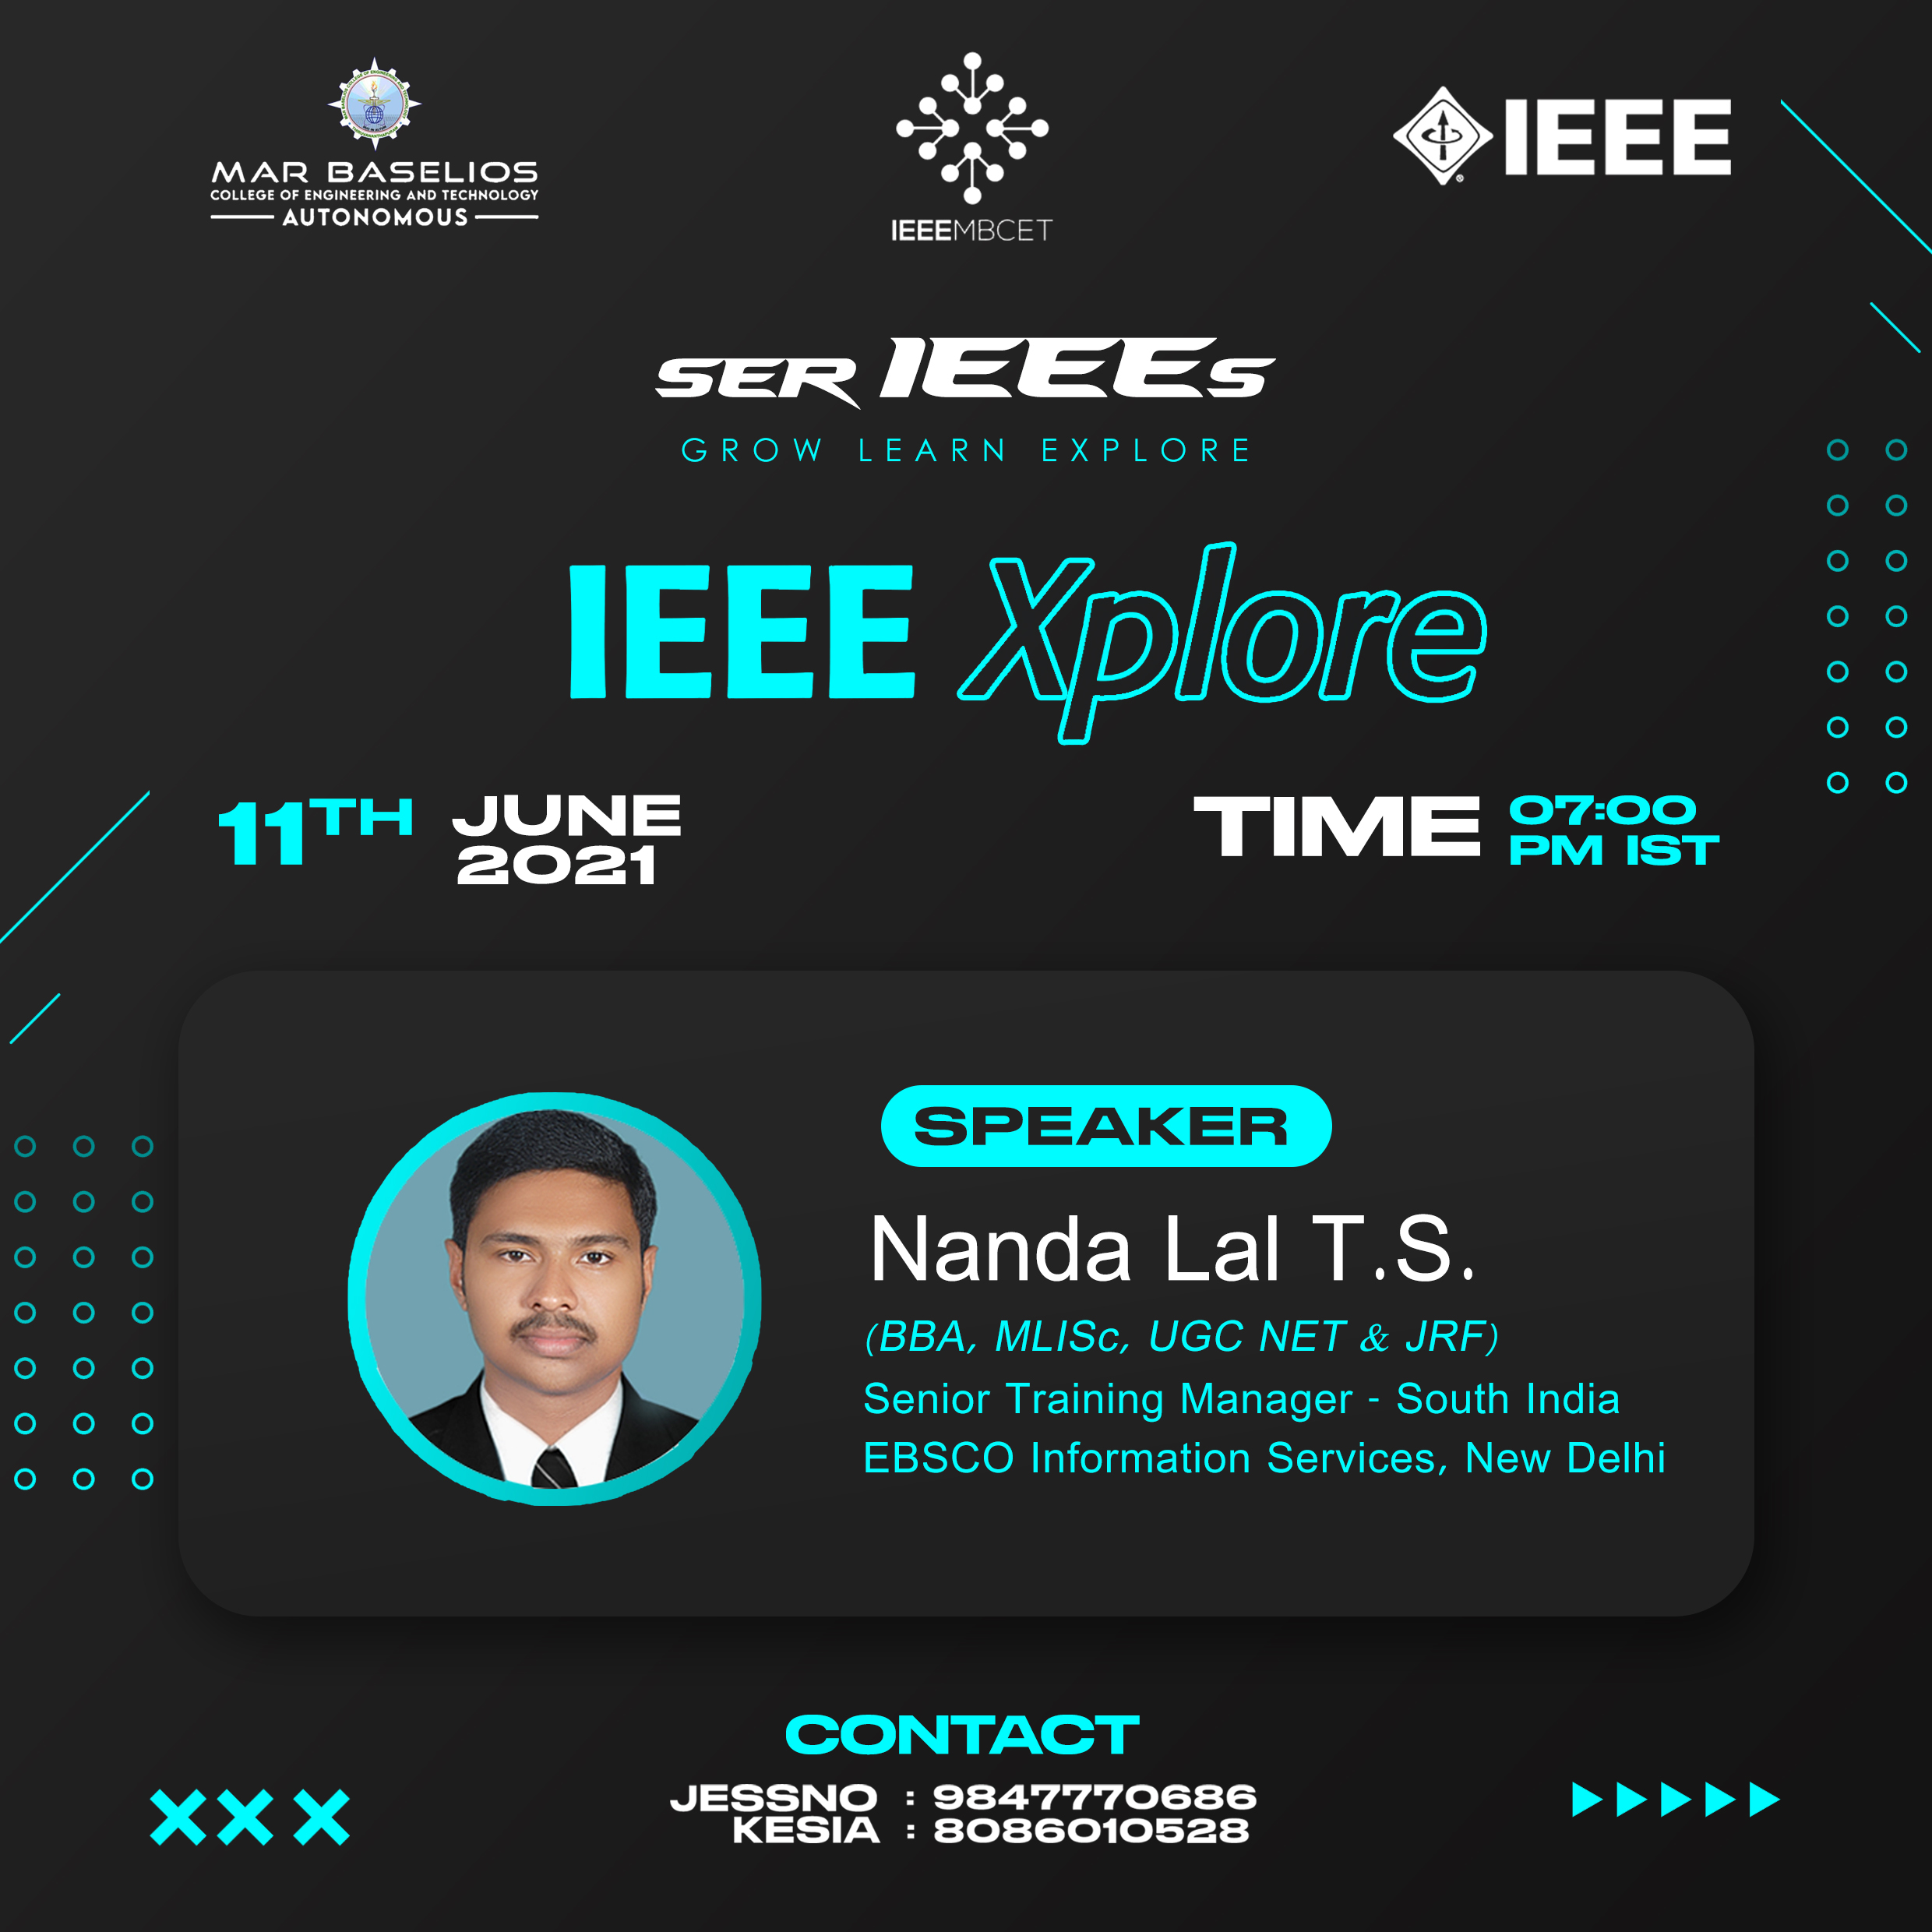 MAR BASELIOS
COLLEGE OF ENGINEERING AND TECHNOLOGY
AUTONOMOUS
IEEEMBCET
IEEE
SER IEEES
GROW LEARN EXPLORE
IEEE Xplore
11TH JUNE
2021
TIME 07:00
PM IST
SPEAKER
Nanda Lal T.S.
(BBA, MLISc, UGC NET & JRF)
Senior Training Manager - South India
EBSCO Information Services, New Delhi
CONTACT
JESSNO : 9847770686
KESIA : 8086010528